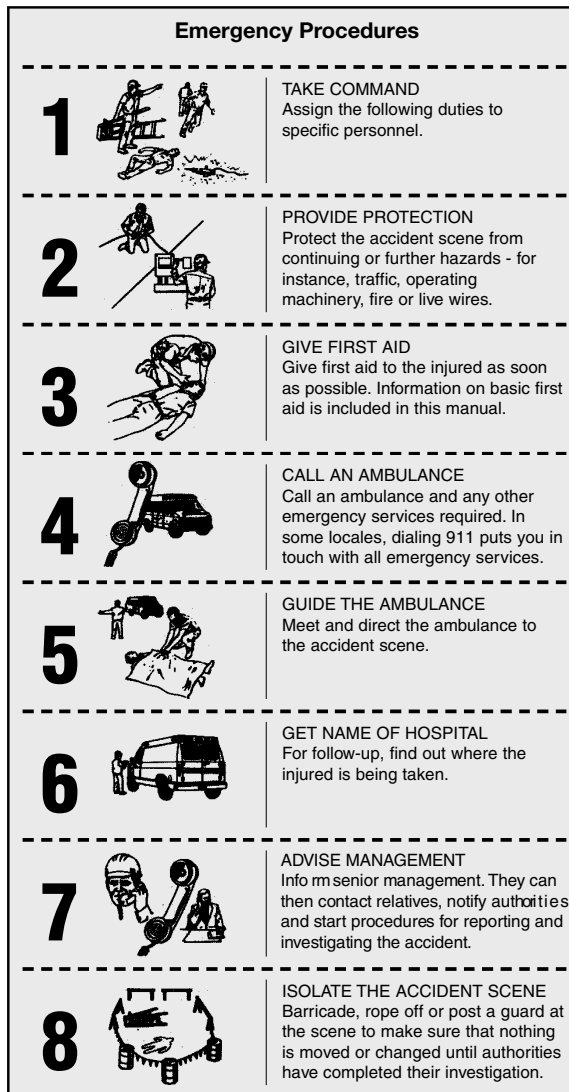 Emergency Procedures
1
TAKE COMMAND
Assign the following duties to
specific personnel.
2
PROVIDE PROTECTION
Protect the accident scene from
continuing or further hazards - for
instance, traffic, operating
machinery, fire or live wires.
3
GIVE FIRST AID
Give first aid to the injured as soon
as possible. Information on basic first
aid is included in this manual.
4
CALL AN AMBULANCE
Call an ambulance and any other
emergency services required. In
some locales, dialing 911 puts you in
touch with all emergency services.
5
GUIDE THE AMBULANCE
Meet and direct the ambulance to
the accident scene.
6
GET NAME OF HOSPITAL
For follow-up, find out where the
injured is being taken.
7
ADVISE MANAGEMENT
Inform senior management. They can
then contact relatives, notify authorities
and start procedures for reporting and
investigating the accident.
8
ISOLATE THE ACCIDENT SCENE
Barricade, rope off or post a guard at
the scene to make sure that nothing
is moved or changed until authorities
have completed their investigation.